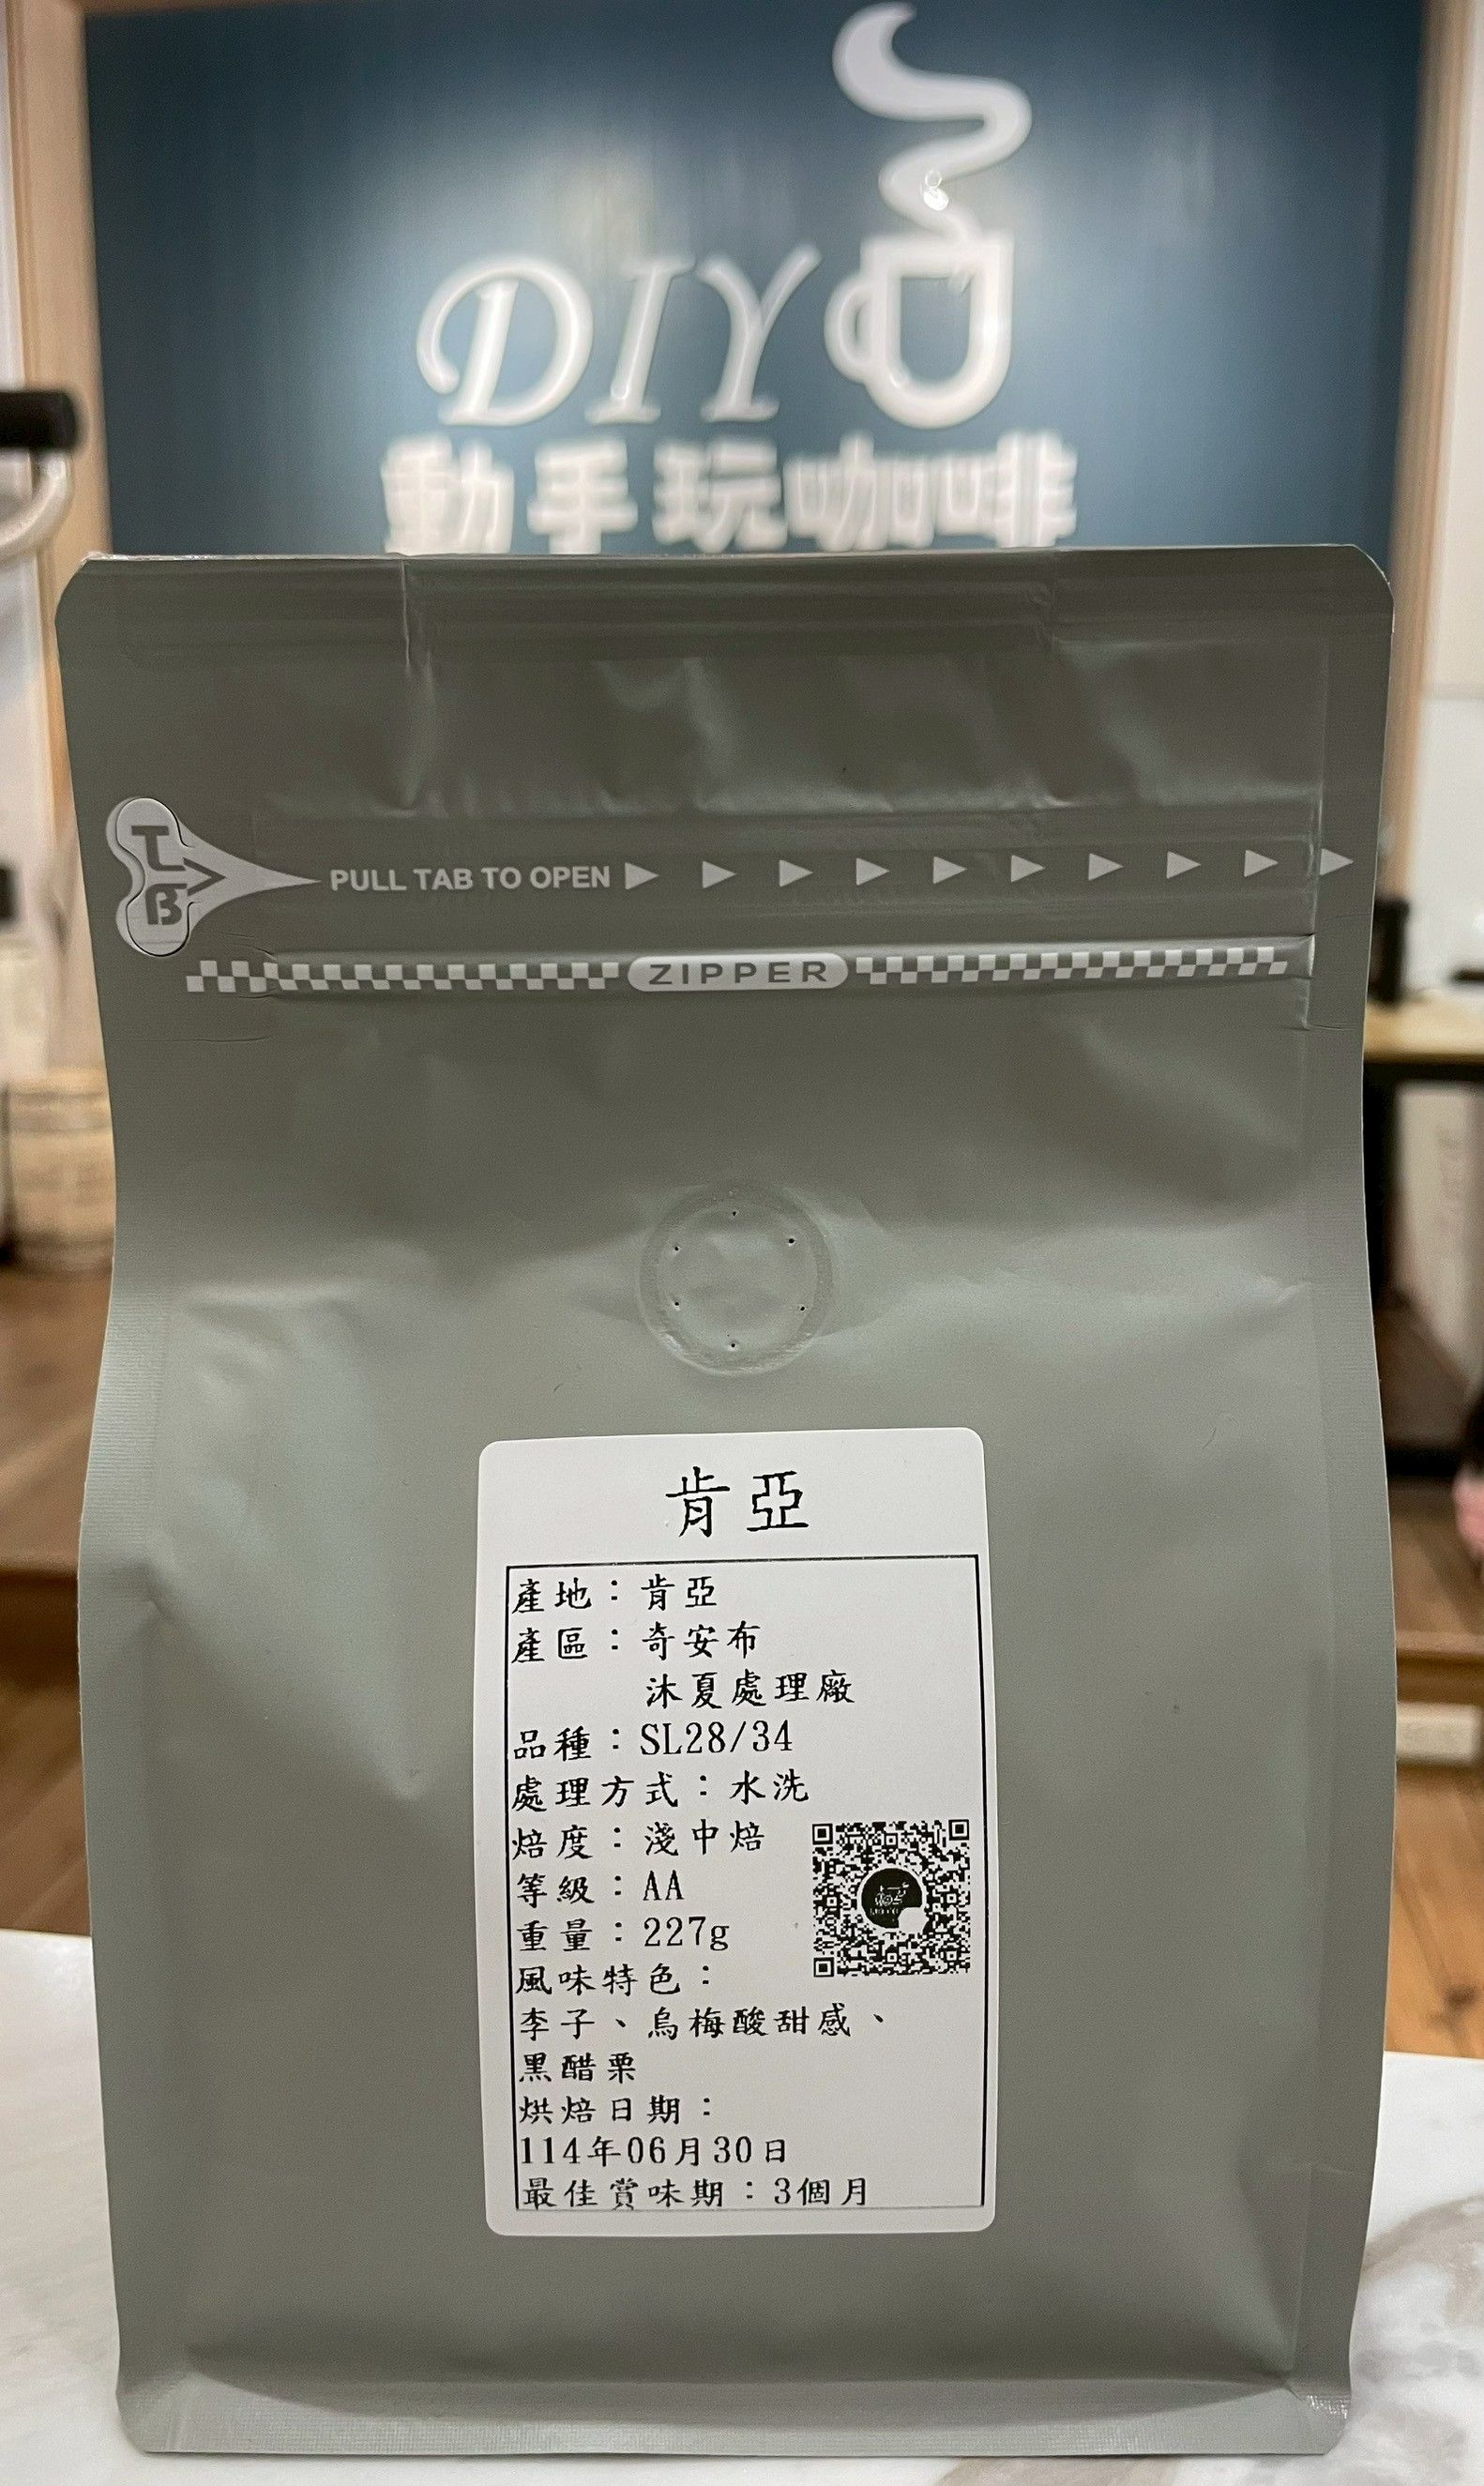 DIY
動手玩咖啡
TAB
PULL TAB TO OPEN
ZIPPER
肯亞
產地：肯亞
產區：奇安布
沐夏處理廠
品種：SL28/34
處理方式：水洗
焙度：淺中焙
等級：AA
重量：227g
風味特色：
李子、烏梅酸甜感、
黑醋栗
烘焙日期：
114年06月30日
最佳賞味期：3個月